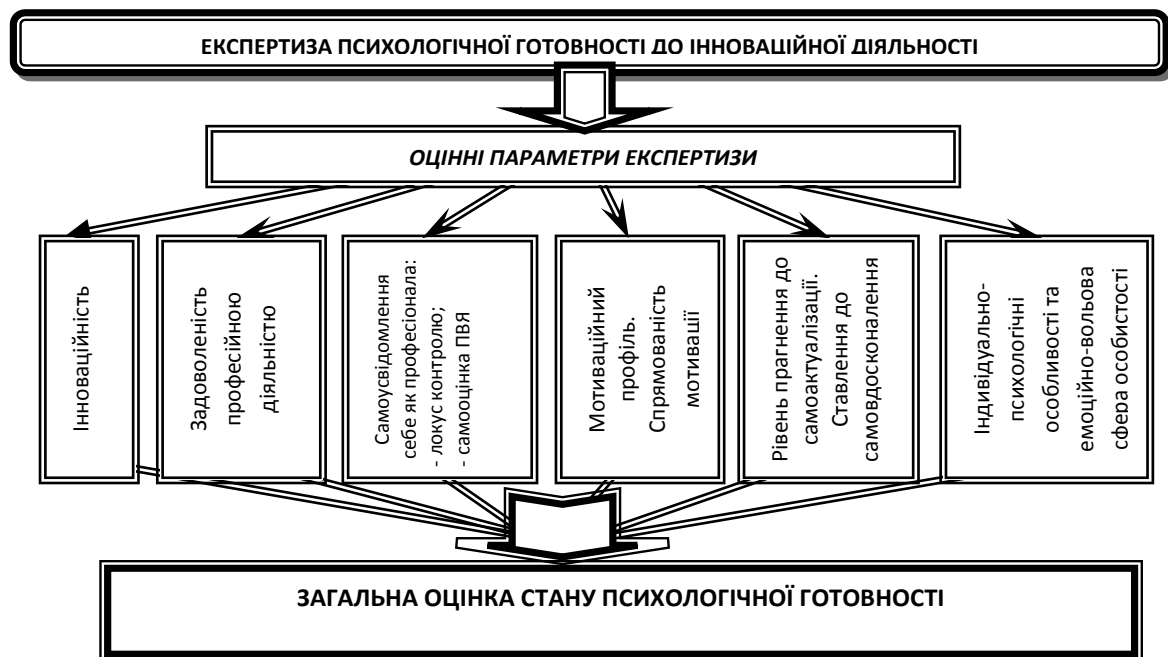 ЕКСПЕРТИЗА ПСИХОЛОГІЧНОЇ ГОТОВНОСТІ ДО ІННОВАЦІЙНОЇ ДІЯЛЬНОСТІ
ОЦІННІ ПАРАМЕТРИ ЕКСПЕРТИЗИ
Інноваційність
Задоволеність
професійною
діяльністю
Самоусвідомлення
себе як професіонала:
- локус контролю;
- самооцінка ПВЯ
Мотиваційний
профіль.
Спрямованість
мотивації
Рівень прагнення до
самоактуалізації.
Ставлення до
самовдосконалення
Індивідуально-
психологічні
особливості та
емоційно-вольова
сфера особистості
ЗАГАЛЬНА ОЦІНКА СТАНУ ПСИХОЛОГІЧНОЇ ГОТОВНОСТІ